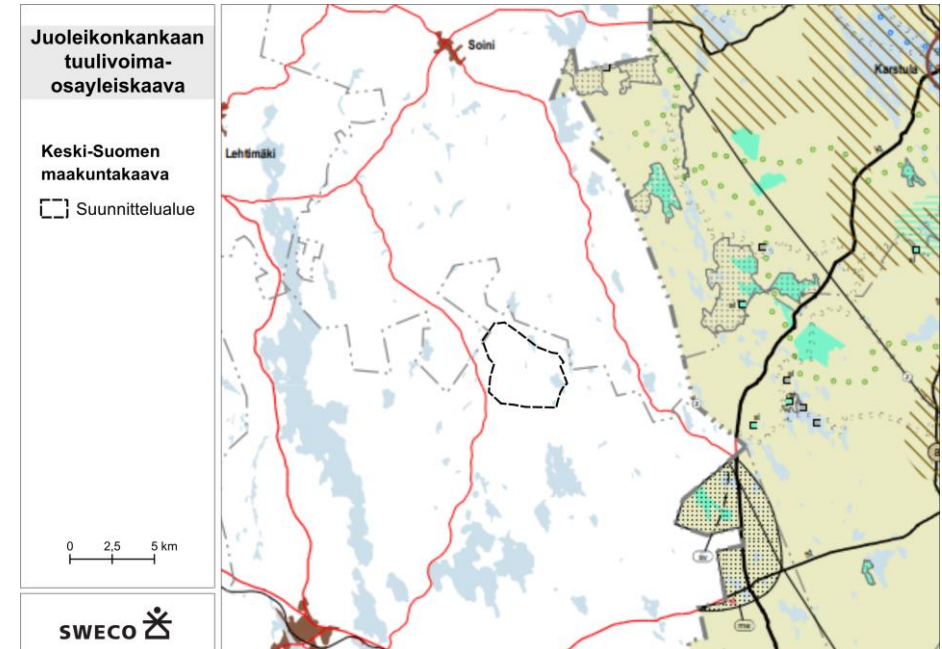 Juoleikonkankaan
tuulivoima-
osayleiskaava
Keski-Suomen
maakuntakaava
Suunnittelualue
0 2,5 5 km
SWECO
Soini
Karstula
Lehtimäki